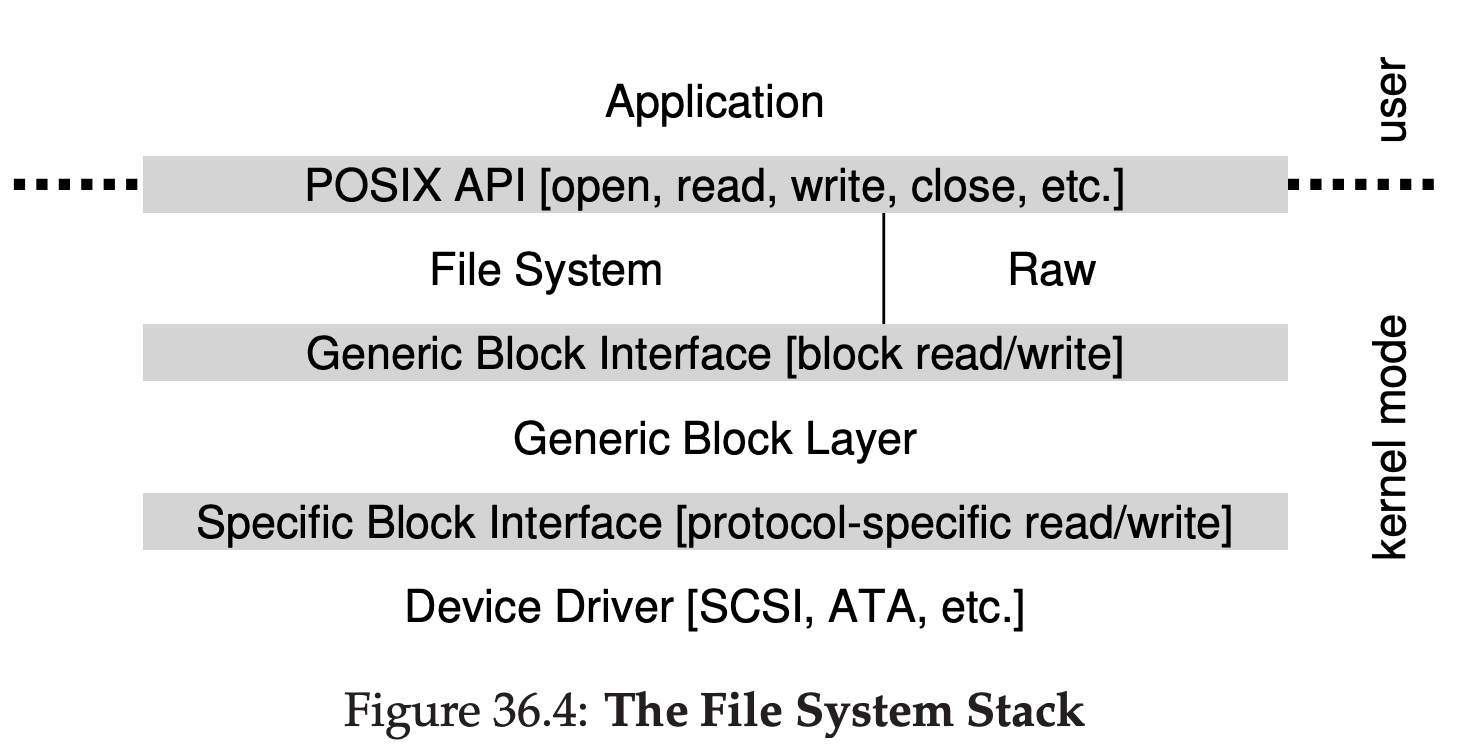 Application
user
POSIX API [open, read, write, close, etc.]
File System
Raw
Generic Block Interface [block read/write]
Generic Block Layer
kernel mode
Specific Block Interface [protocol-specific read/write]
Device Driver [SCSI, ATA, etc.]
Figure 36.4: The File System Stack